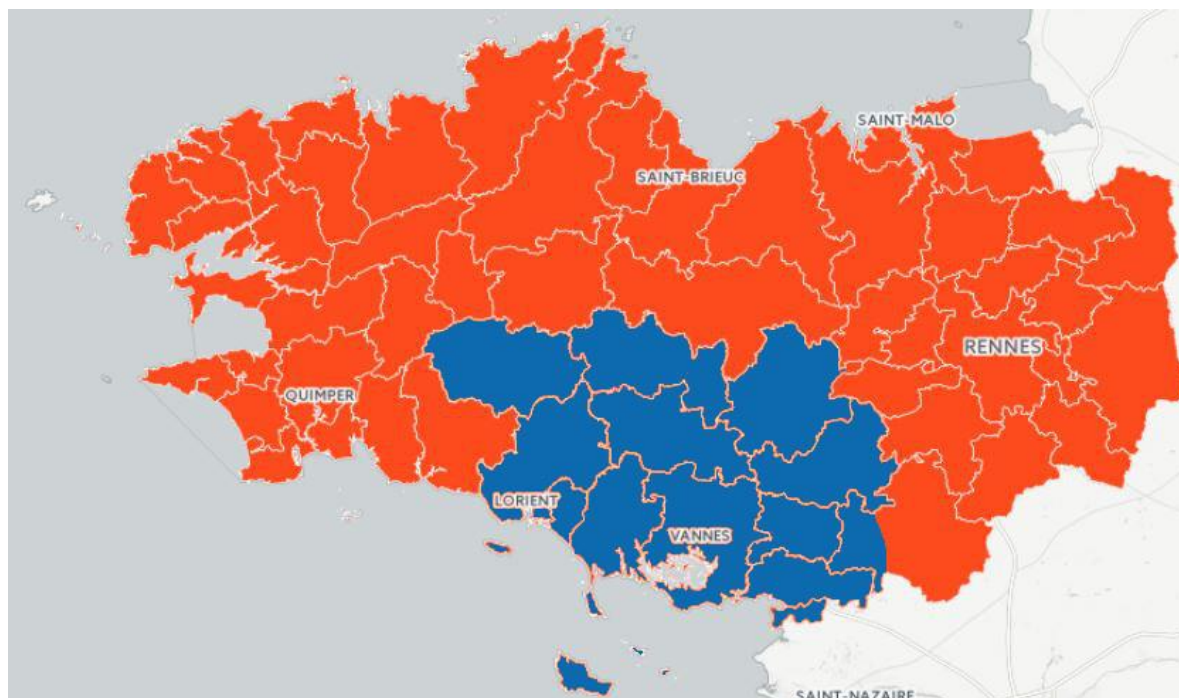 SAINT-MALO
SAINT-BRIEUC
RENNES
QUIMPER
LORIENT
VANNES
SAINT-NAZAIRE